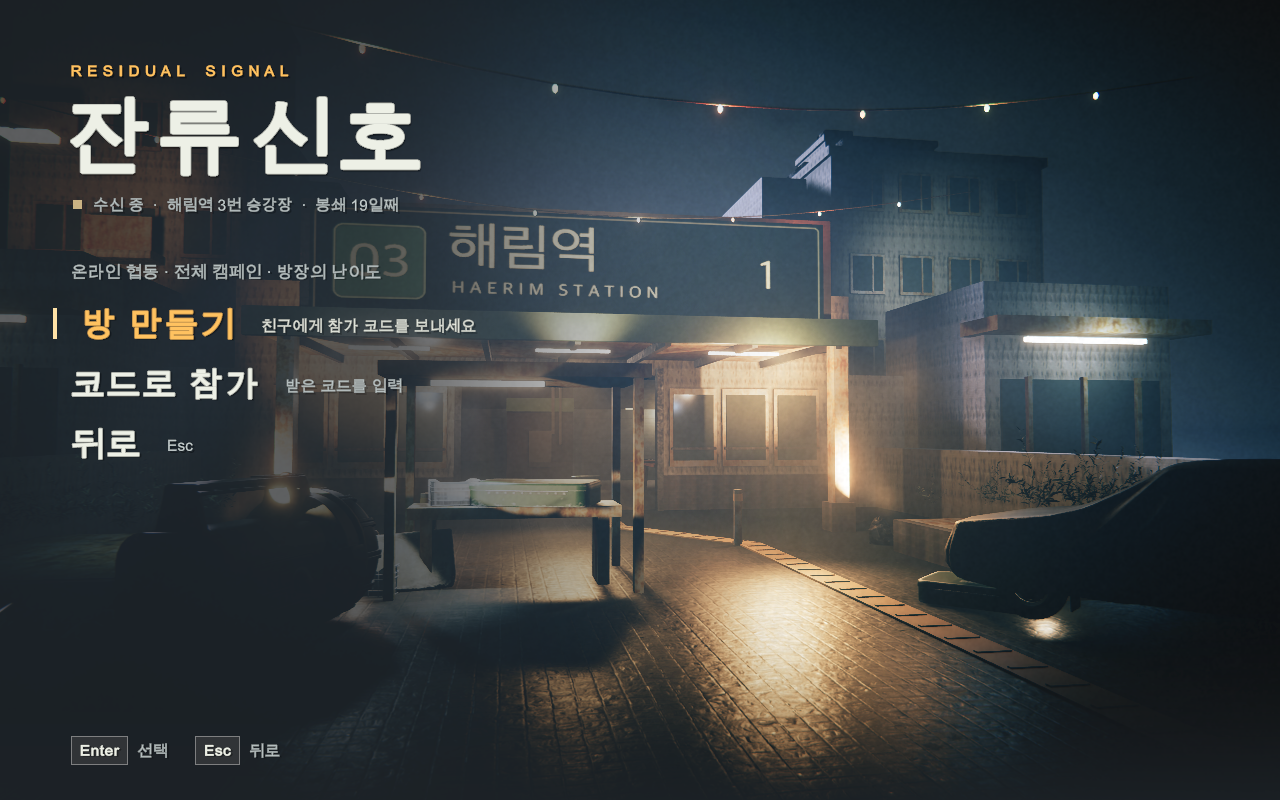 RESIDUAL SIGNAL
잔류신호
수신 중 · 해림역 3번 승강장 · 봉쇄 19일째
03 해림역 1
HAERIM STATION
온라인 협동 · 전체 캠페인 · 방장의 난이도
방 만들기 친구에게 참가 코드를 보내세요
코드로 참가 받은 코드를 입력
뒤로 Esc
Enter 선택 Esc 뒤로